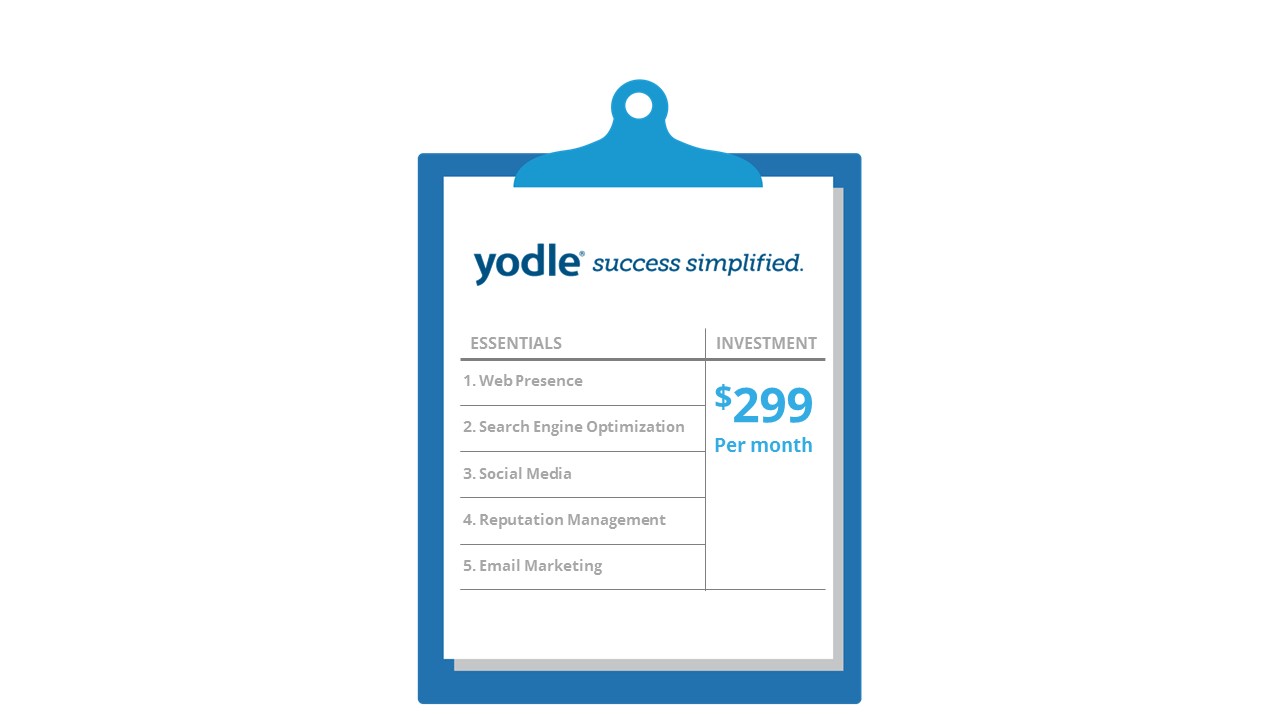 yodle® success simplified.
ESSENTIALS INVESTMENT
1. Web Presence
$299
2. Search Engine Optimization
Per month
3. Social Media
4. Reputation Management
5. Email Marketing